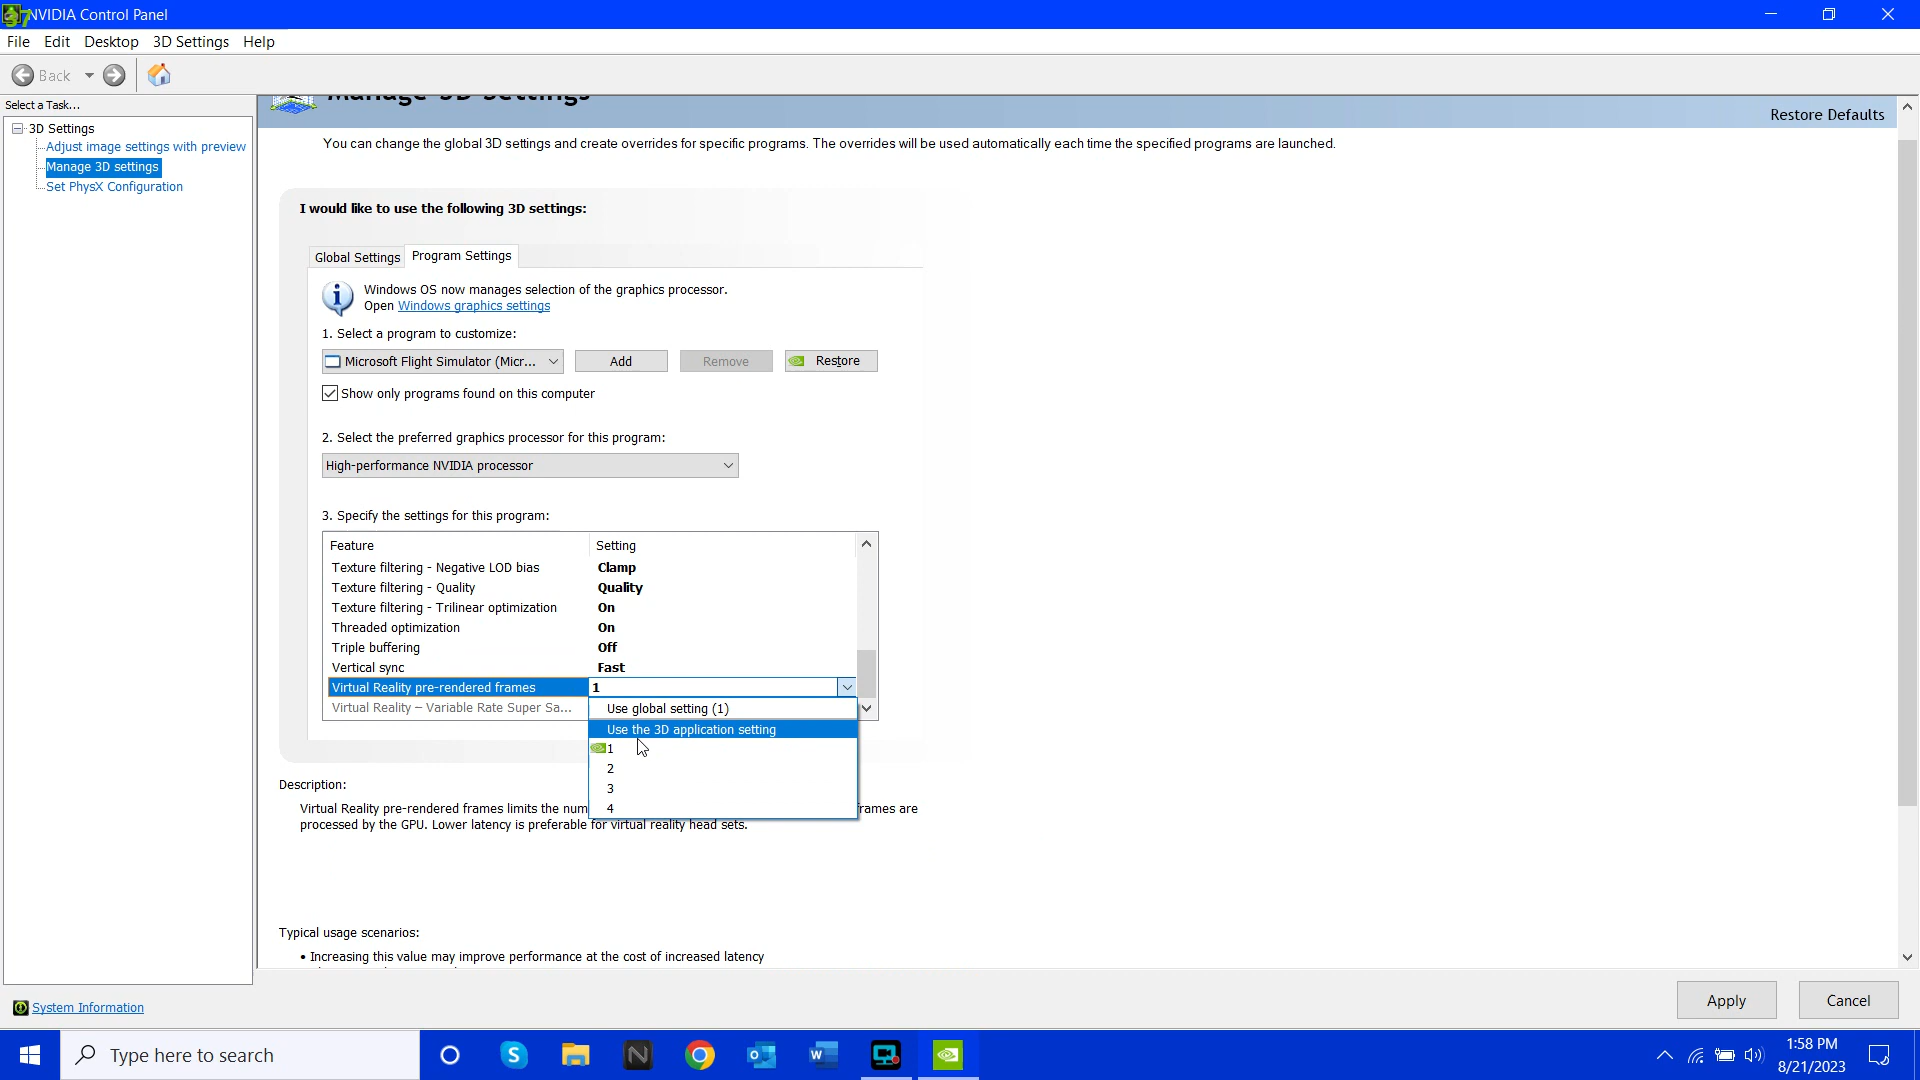 37
NVIDIA Control Panel
File Edit Desktop 3D Settings Help
Back
Select a Task...
3D Settings
Adjust image settings with preview
Manage 3D settings
Set PhysX Configuration
System Information
Manage 3D Settings
Restore Defaults
You can change the global 3D settings and create overrides for specific programs. The overrides will be used automatically each time the specified programs are launched.
I would like to use the following 3D settings:
Global Settings Program Settings
Windows OS now manages selection of the graphics processor.
Open Windows graphics settings
1. Select a program to customize:
Microsoft Flight Simulator (Micr... Add Remove Restore
Show only programs found on this computer
2. Select the preferred graphics processor for this program:
High-performance NVIDIA processor
3. Specify the settings for this program:
Feature Setting
Texture filtering - Negative LOD bias Clamp
Texture filtering - Quality Quality
Texture filtering - Trilinear optimization On
Threaded optimization On
Triple buffering Off
Vertical sync Fast
Virtual Reality pre-rendered frames 1
Virtual Reality – Variable Rate Super Sa...
Use global setting (1)
Use the 3D application setting
1
2
3
4
Description:
Virtual Reality pre-rendered frames limits the num frames are
processed by the GPU. Lower latency is preferable for virtual reality head sets.
Typical usage scenarios:
• Increasing this value may improve performance at the cost of increased latency
Apply Cancel
Type here to search
1:58 PM
8/21/2023